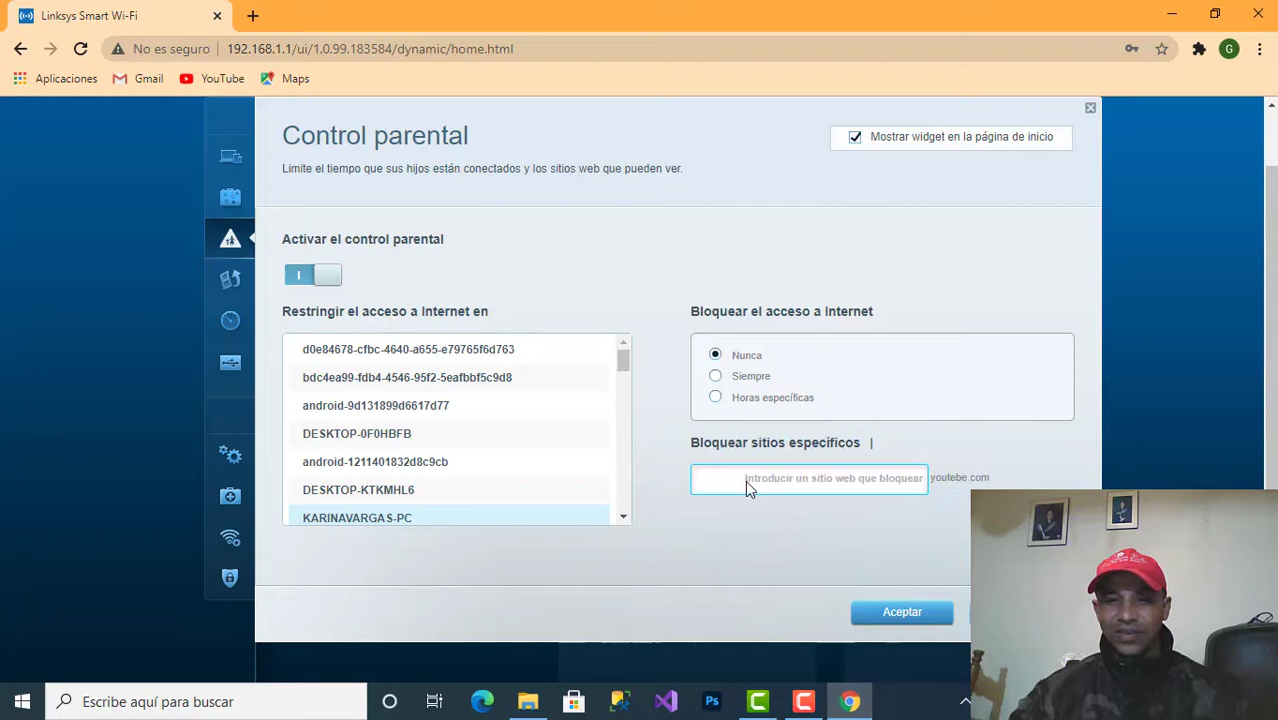 Linksys Smart Wi-Fi
No es seguro
192.168.1.1/ui/1.0.99.183584/dynamic/home.html
G
Aplicaciones
Gmail
YouTube
Maps
Control parental
Mostrar widget en la página de inicio
Limite el tiempo que sus hijos están conectados y los sitios web que pueden ver.
Activar el control parental
I
Restringir el acceso a Internet en
d0e84678-cfbc-4640-a655-e79765f6d763
bdc4ea99-fdb4-4546-95f2-5eafbbf5c9d8
android-9d131899d6617d77
DESKTOP-0F0HBFB
android-1211401832d8c9cb
DESKTOP-KTKMHL6
KARINAVARGAS-PC
Bloquear el acceso a Internet
Nunca
Siempre
Horas específicas
Bloquear sitios específicos |
Introducir un sitio web que bloquear
youtebe.com
Aceptar
Escribe aquí para buscar
Ps